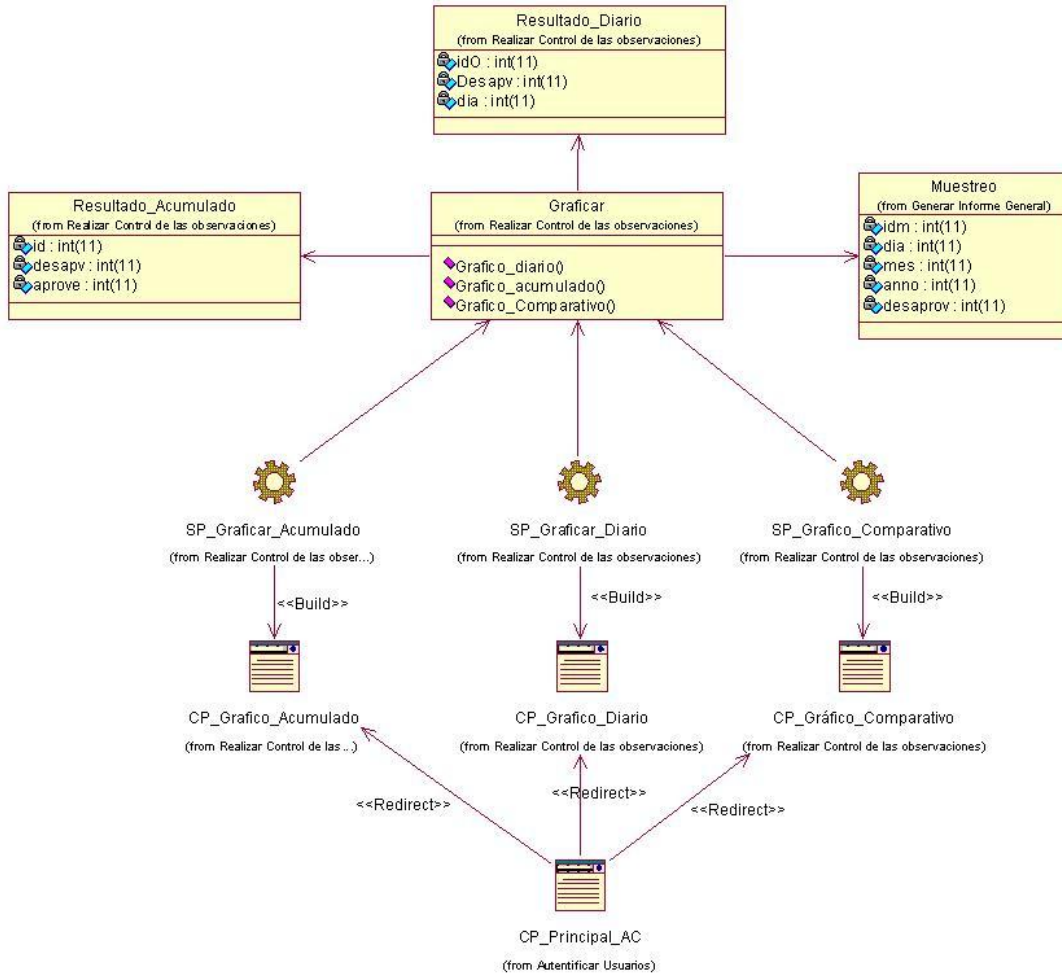 Resultado_Diario
(from Realizar Control de las observaciones)
idO : int(11)
Desapv : int(11)
dia : int(11)
Resultado_Acumulado
(from Realizar Control de las observaciones)
id : int(11)
desapv : int(11)
aprove : int(11)
Graficar
(from Realizar Control de las observaciones)
Grafico_diario()
Grafico_acumulado()
Grafico_Comparativo()
Muestreo
(from Generar Informe General)
idm : int(11)
dia : int(11)
mes : int(11)
anno : int(11)
desaprov : int(11)
SP_Graficar_Acumulado
(from Realizar Control de las obser...)
SP_Graficar_Diario
(from Realizar Control de las observaciones)
SP_Grafico_Comparativo
(from Realizar Control de las observaciones)
<<Build>>
<<Build>>
<<Build>>
CP_Grafico_Acumulado
(from Realizar Control de las ...)
CP_Grafico_Diario
(from Realizar Control de las observaciones)
CP_Gráfico_Comparativo
(from Realizar Control de las observaciones)
<<Redirect>>
<<Redirect>>
<<Redirect>>
CP_Principal_AC
(from Autentificar Usuarios)